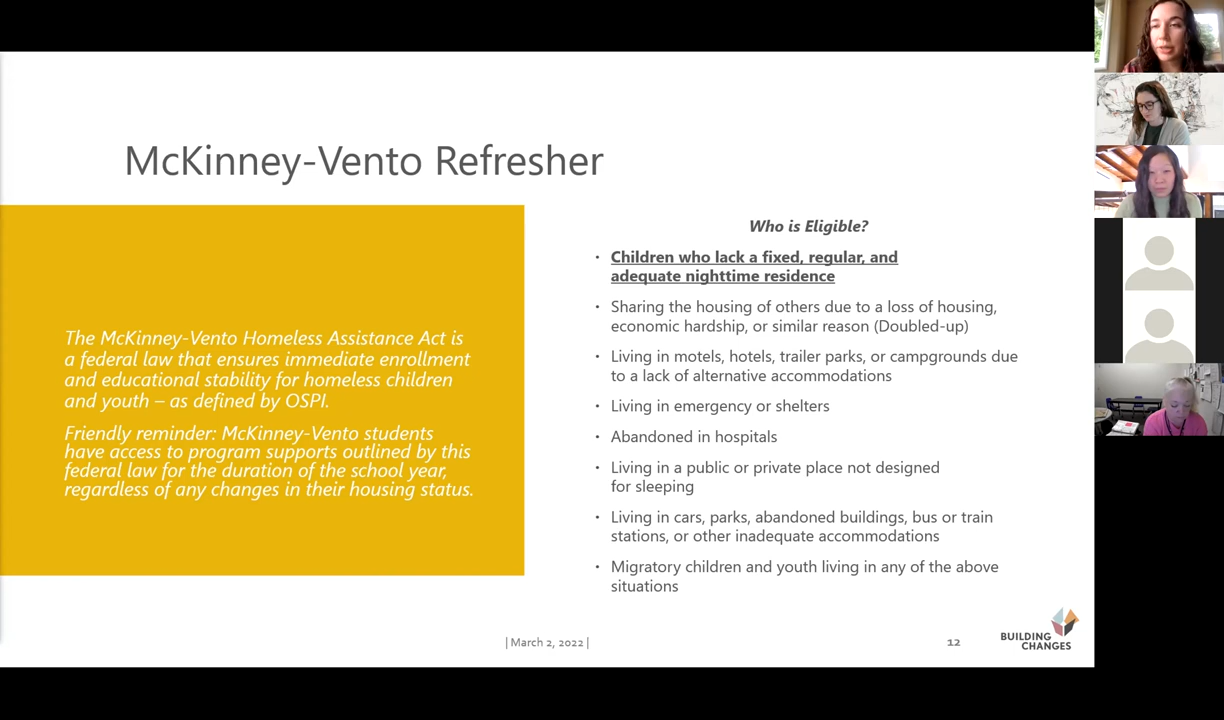 McKinney-Vento Refresher
The McKinney-Vento Homeless Assistance Act is
a federal law that ensures immediate enrollment
and educational stability for homeless children
and youth – as defined by OSPI.
Friendly reminder: McKinney-Vento students
have access to program supports outlined by this
federal law for the duration of the school year,
regardless of any changes in their housing status.
Who is Eligible?
• Children who lack a fixed, regular, and
adequate nighttime residence
• Sharing the housing of others due to a loss of housing,
economic hardship, or similar reason (Doubled-up)
• Living in motels, hotels, trailer parks, or campgrounds due
to a lack of alternative accommodations
• Living in emergency or shelters
• Abandoned in hospitals
• Living in a public or private place not designed
for sleeping
• Living in cars, parks, abandoned buildings, bus or train
stations, or other inadequate accommodations
• Migratory children and youth living in any of the above
situations
| March 2, 2022 |
12
BUILDING
CHANGES